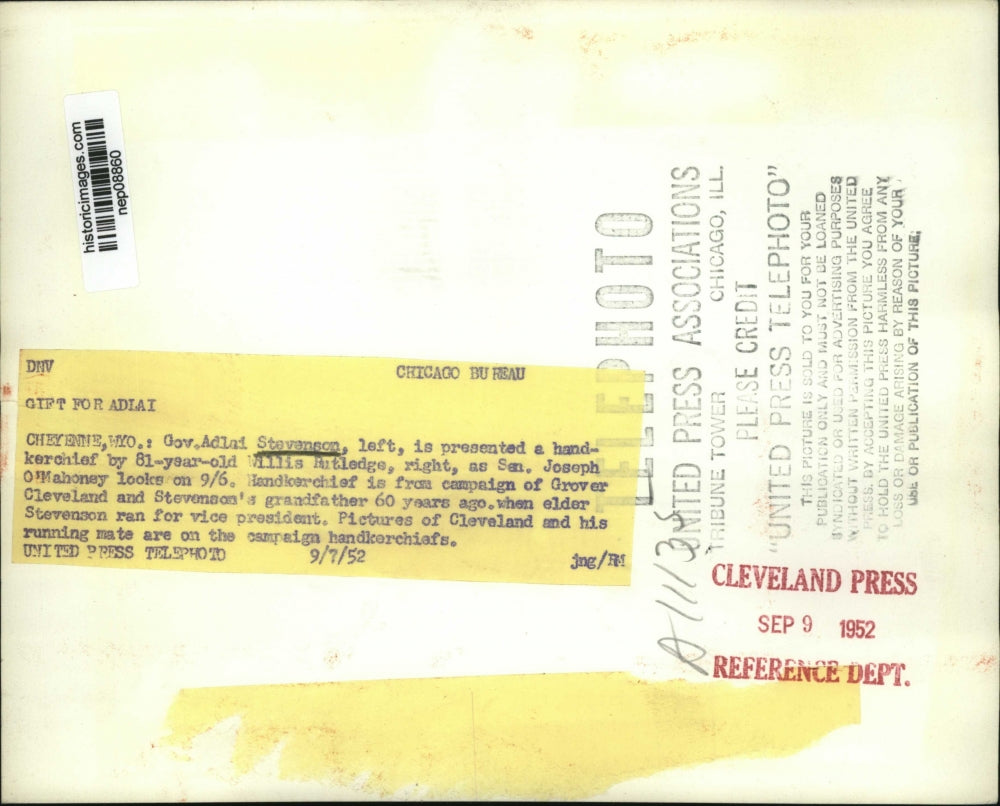 historicimages.com
nep08860
DNV CHICAGO BUREAU
GIFT FOR ADLAI
CHEYENNE,WYO.: Gov.Adlai Stevenson, left, is presented a hand-
kerchief by 81-year-old Willis Rutledge, right, as Sen. Joseph
O'Mahoney looks on 9/6. Handkerchief is from campaign of Grover
Cleveland and Stevenson's grandfather 60 years ago.when elder
Stevenson ran for vice president. Pictures of Cleveland and his
running mate are on the campaign handkerchiefs.
UNITED PRESS TELEPHOTO 9/7/52 jng/RM
TELEPHOTO
UNITED PRESS ASSOCIATIONS
TRIBUNE TOWER CHICAGO, ILL.
PLEASE CREDIT
"UNITED PRESS TELEPHOTO"
THIS PICTURE IS SOLD TO YOU FOR YOUR
PUBLICATION ONLY AND MUST NOT BE LOANED
SYNDICATED OR USED FOR ADVERTISING PURPOSES
WITHOUT WRITTEN PERMISSION FROM THE UNITED
PRESS. BY ACCEPTING THIS PICTURE YOU AGREE
TO HOLD THE UNITED PRESS HARMLESS FROM ANY
LOSS OR DAMAGE ARISING BY REASON OF YOUR
USE OR PUBLICATION OF THIS PICTURE.
CLEVELAND PRESS
SEP 9 1952
REFERENCE DEPT.